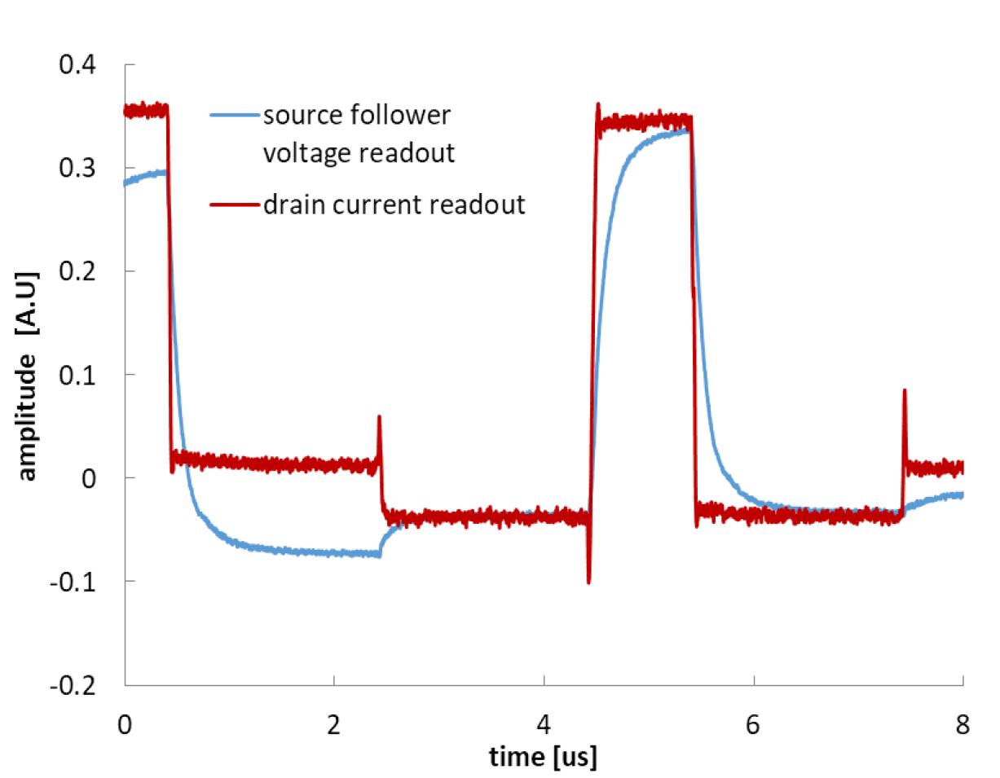 0.4
0.3
0.2
0.1
0
-0.1
-0.2
amplitude [A.U]
source follower
voltage readout
drain current readout
0 2 4 6 8
time [us]